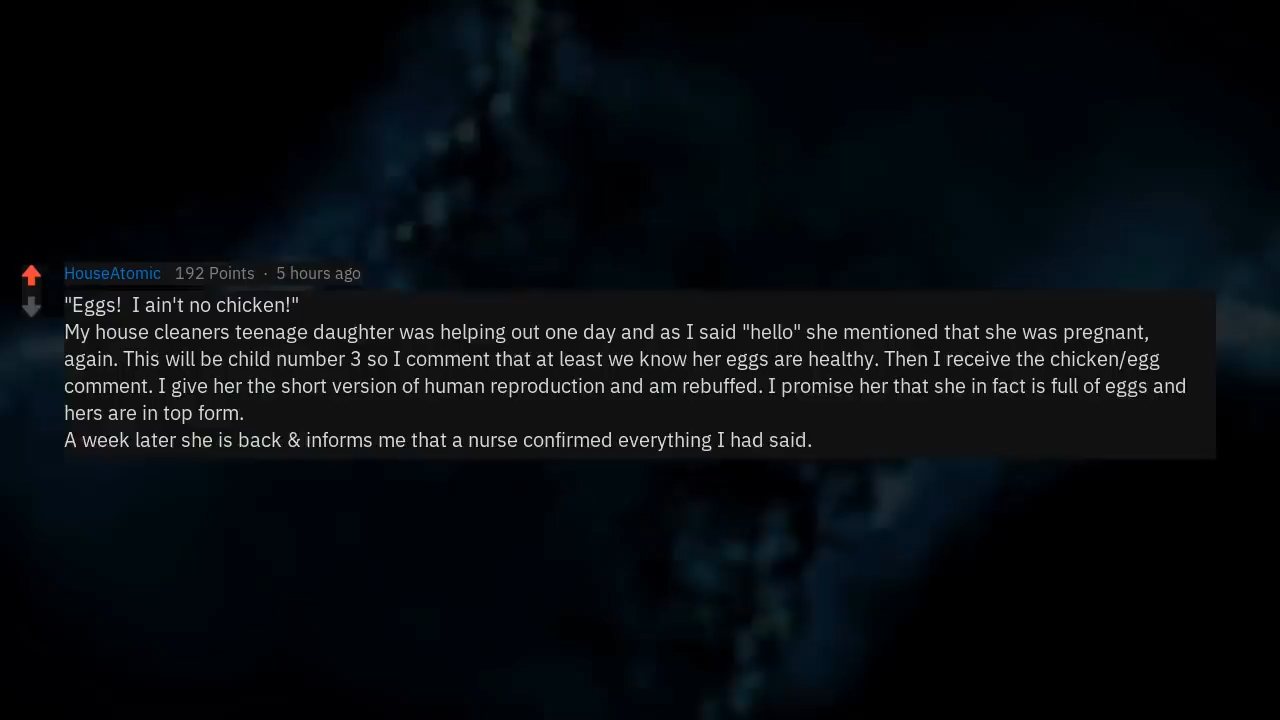 HouseAtomic 192 Points · 5 hours ago
"Eggs!  I ain't no chicken!"
My house cleaners teenage daughter was helping out one day and as I said "hello" she mentioned that she was pregnant,
again. This will be child number 3 so I comment that at least we know her eggs are healthy. Then I receive the chicken/egg
comment. I give her the short version of human reproduction and am rebuffed. I promise her that she in fact is full of eggs and
hers are in top form.
A week later she is back & informs me that a nurse confirmed everything I had said.